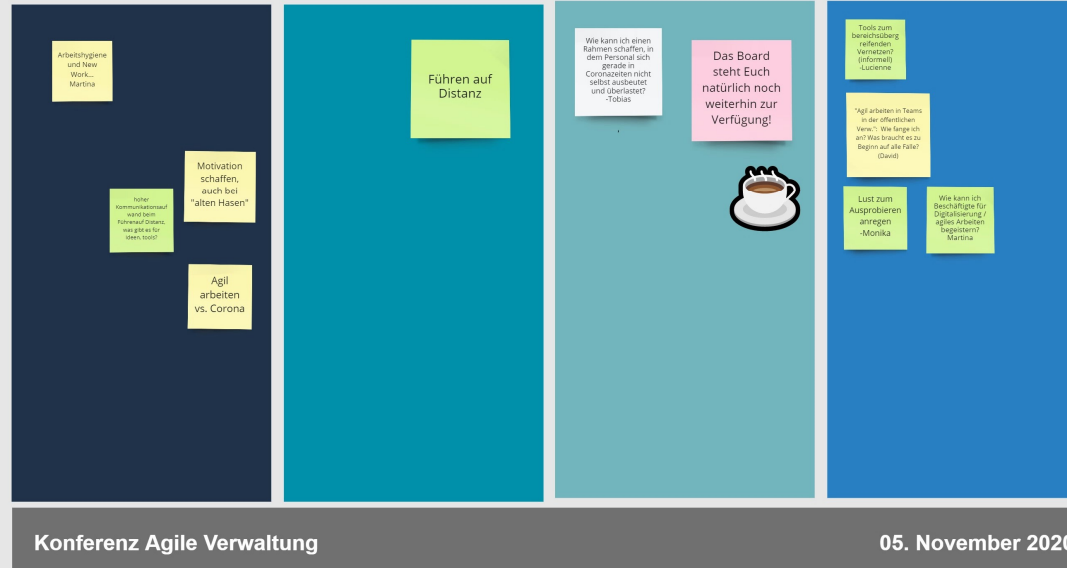 Arbeitshygiene
und New
Work...
Martina
Motivation
schaffen,
auch bei
"alten Hasen"
hoher
Kommunikationsauf
wand beim
Führenauf Distanz,
was gibt es für
ideen, tools?
Agil
arbeiten
vs. Corona
Führen auf
Distanz
Wie kann ich einen
Rahmen schaffen, in
dem Personal sich
gerade in
Coronazeiten nicht
selbst ausbeutet
und überlastet?
-Tobias
Das Board
steht Euch
natürlich noch
weiterhin zur
Verfügung!
Tools zum
bereichsüberg
reifenden
Vernetzen?
(informell)
-Lucienne
"Agil arbeiten in Teams
in der öffentlichen
Verw.": Wie fange ich
an? Was braucht es zu
Beginn auf alle Fälle?
(David)
Lust zum
Ausprobieren
anregen
-Monika
Wie kann ich
Beschäftigte für
Digitalisierung /
agiles Arbeiten
begeistern?
Martina
Konferenz Agile Verwaltung
05. November 2020